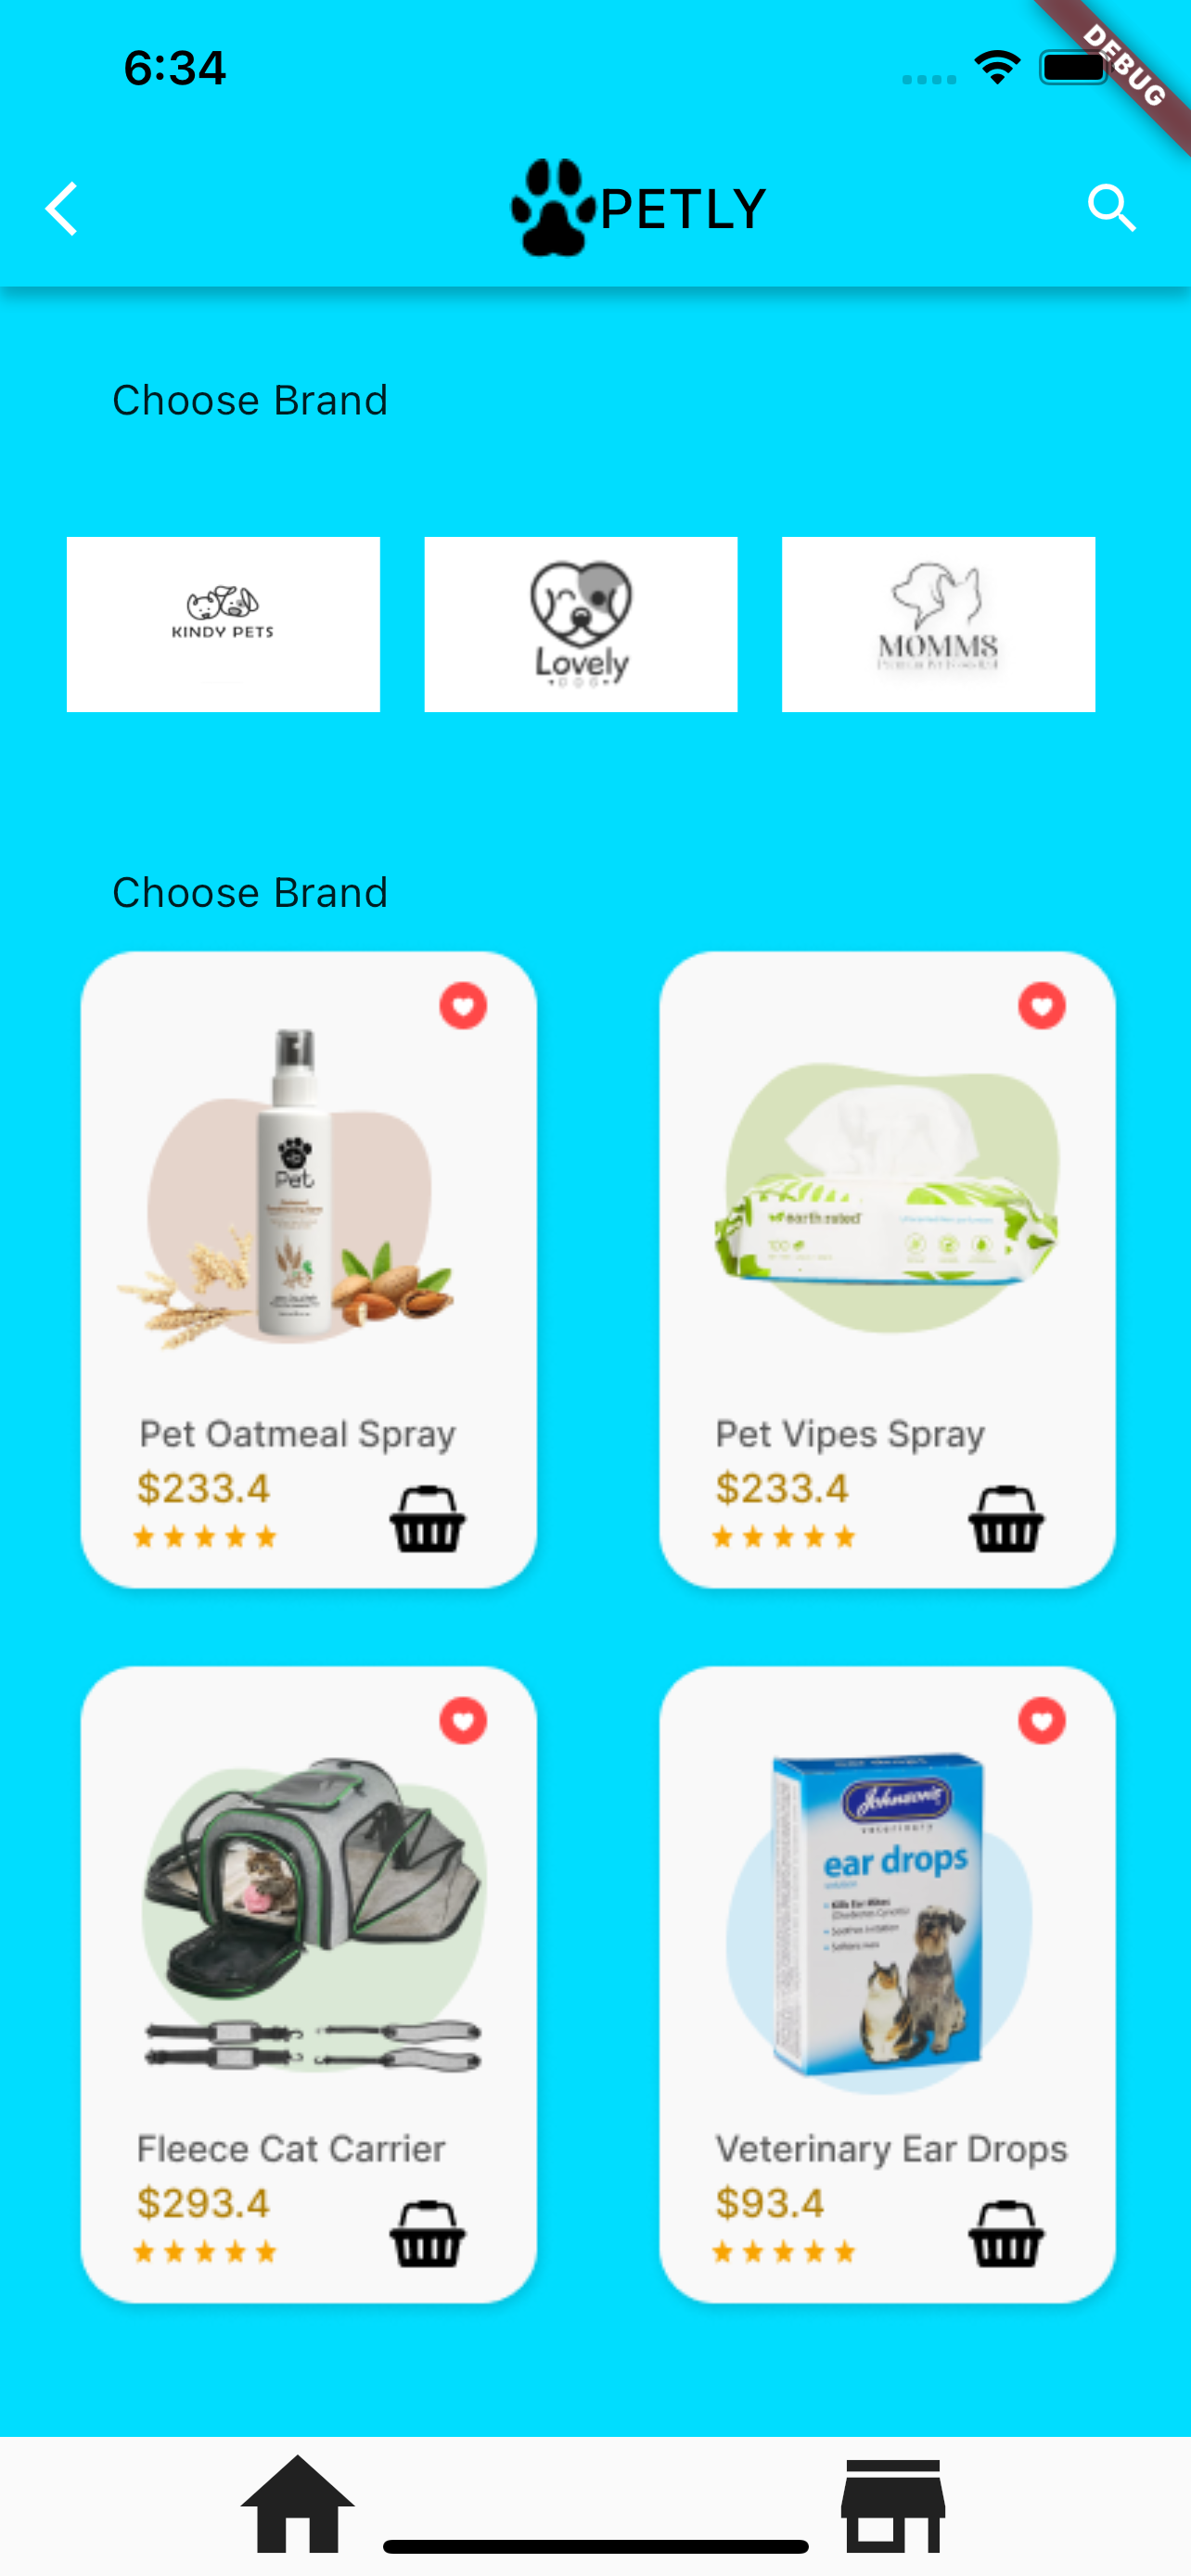 6:34
DEBUG
PETLY
Choose Brand
KINDY PETS
Lovely
DOG
MOMMS
Choose Brand
Pet
earth rated
100
Pet Oatmeal Spray
Pet Vipes Spray
$233.4
$233.4
Johnson's
veterinary
ear drops
Fleece Cat Carrier
Veterinary Ear Drops
$293.4
$93.4